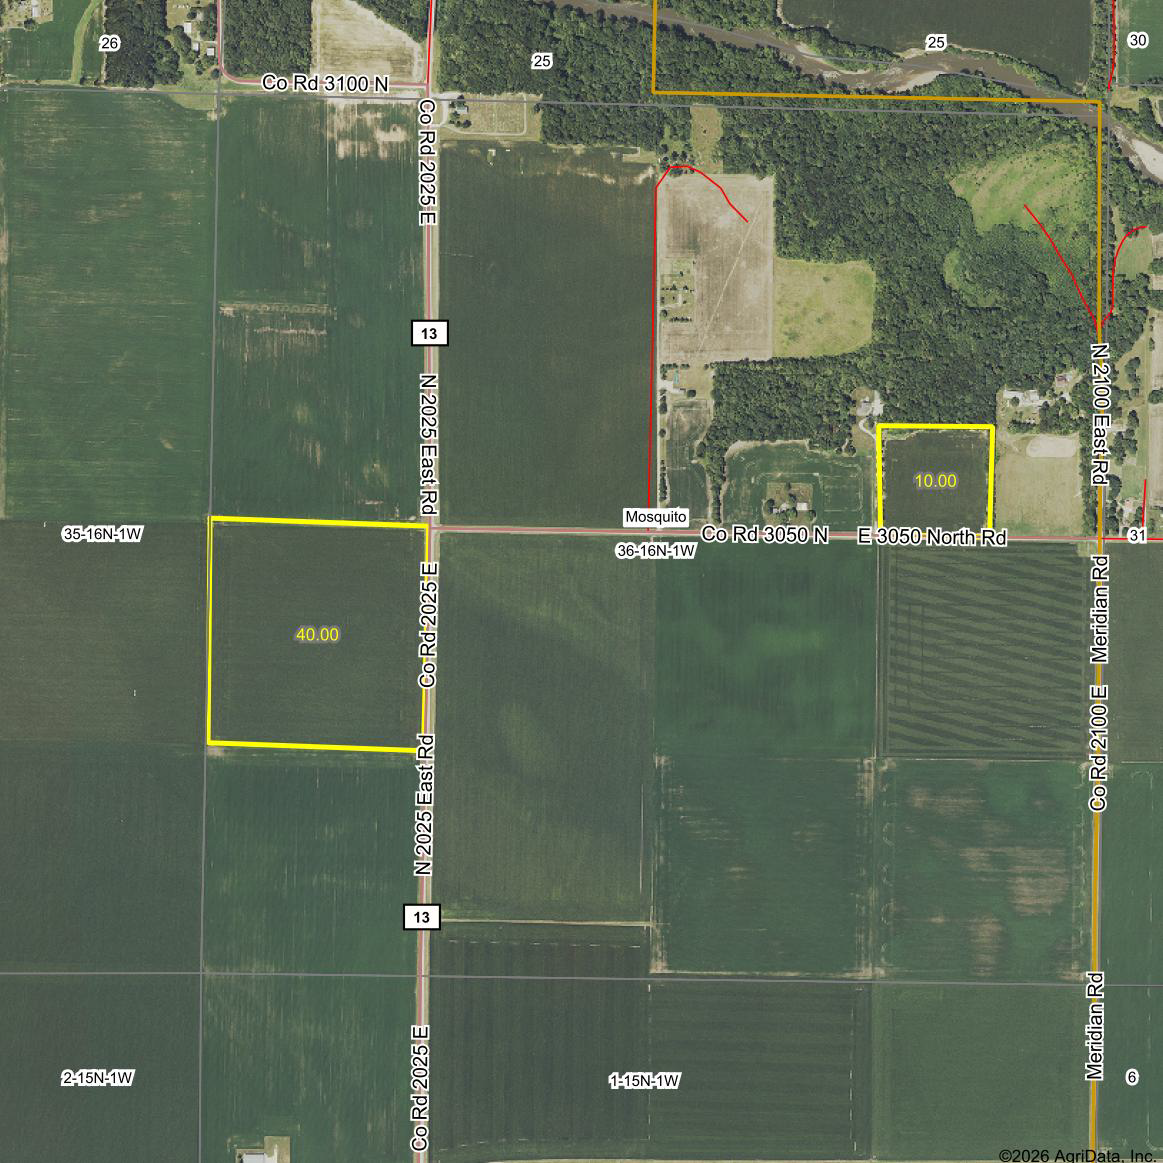 26
25
25
30
Co Rd 3100 N
Co Rd 2025 E
13
N 2025 East Rd
N 2100 East Rd
10.00
Mosquito
35-16N-1W
Co Rd 3050 N
E 3050 North Rd
31
36-16N-1W
Co Rd 2025 E
Meridian Rd
40.00
Co Rd 2100 E
N 2025 East Rd
13
Meridian Rd
Co Rd 2025 E
2-15N-1W
1-15N-1W
6
©2026 AgriData, Inc.